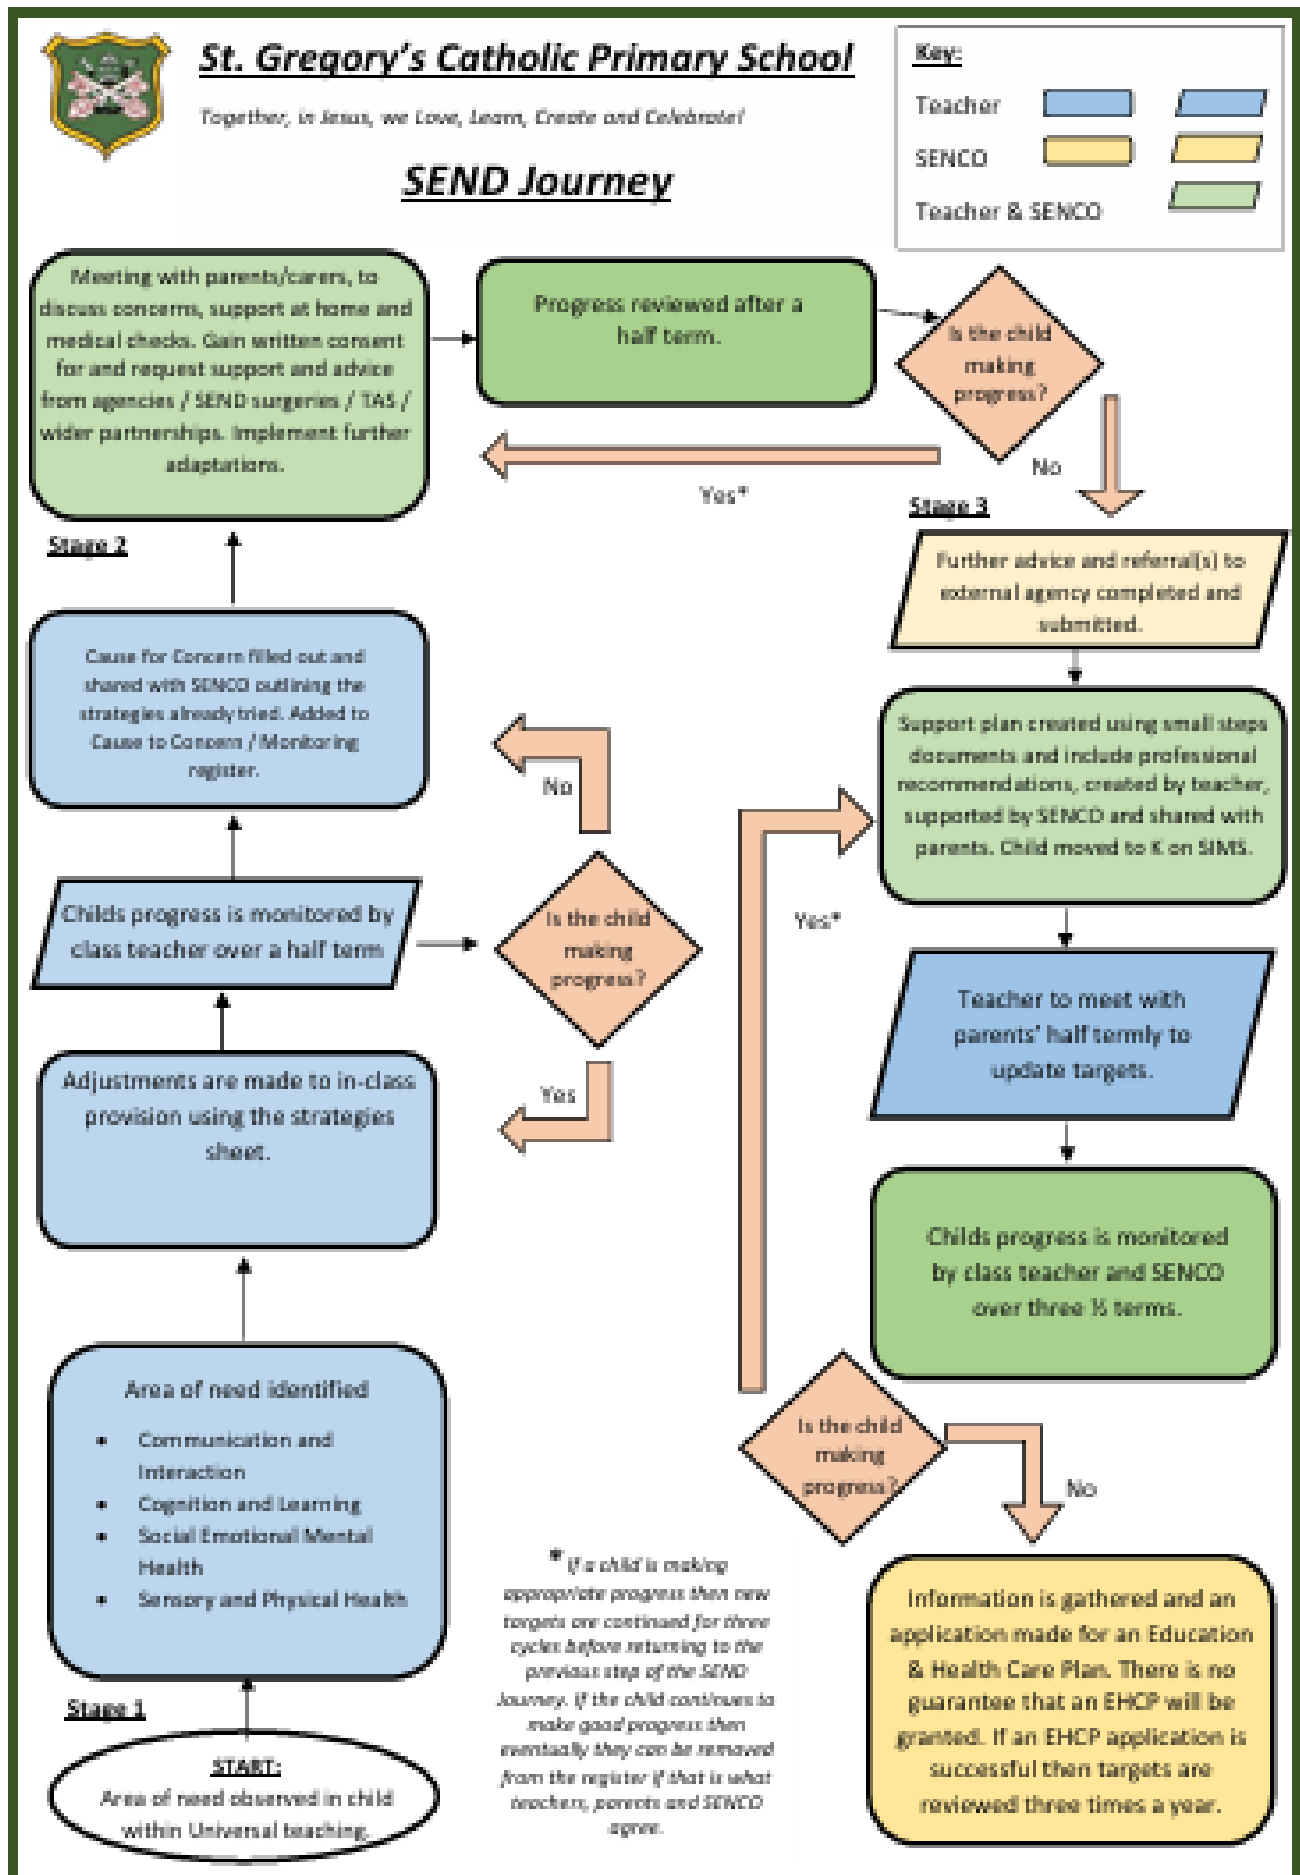 St. Gregory's Catholic Primary School
Together, in Jesus, we Love, Learn, Create and Celebrate!
SEND Journey
Key:
Teacher
SENCO
Teacher & SENCO
Meeting with parents/carers, to
discuss concerns, support at home and
medical checks. Gain written consent
for and request support and advice
from agencies / SEND surgeries / TAS /
wider partnerships. Implement further
adaptations.
Progress reviewed after a
half term.
Is the child
making
progress?
No
Yes*
Stage 2
Stage 3
Further advice and referral(s) to
external agency completed and
submitted.
Cause for Concern filled out and
shared with SENCO outlining the
strategies already tried. Added to
Cause to Concern / Monitoring
register.
No
Support plan created using small steps
documents and include professional
recommendations, created by teacher,
supported by SENCO and shared with
parents. Child moved to K on SIMS.
Childs progress is monitored by
class teacher over a half term
Is the child
making
progress?
Yes*
Teacher to meet with
parents' half termly to
update targets.
Adjustments are made to in-class
provision using the strategies
sheet.
Yes
Childs progress is monitored
by class teacher and SENCO
over three ½ terms.
Area of need identified
• Communication and
Interaction
• Cognition and Learning
• Social Emotional Mental
Health
• Sensory and Physical Health
Is the child
making
progress?
No
Stage 1
START:
Area of need observed in child
within Universal teaching.
* If a child is making
appropriate progress then new
targets are continued for three
cycles before returning to the
previous step of the SEND
Journey. If the child continues to
make good progress then
eventually they can be removed
from the register if that is what
teachers, parents and SENCO
agree.
Information is gathered and an
application made for an Education
& Health Care Plan. There is no
guarantee that an EHCP will be
granted. If an EHCP application is
successful then targets are
reviewed three times a year.